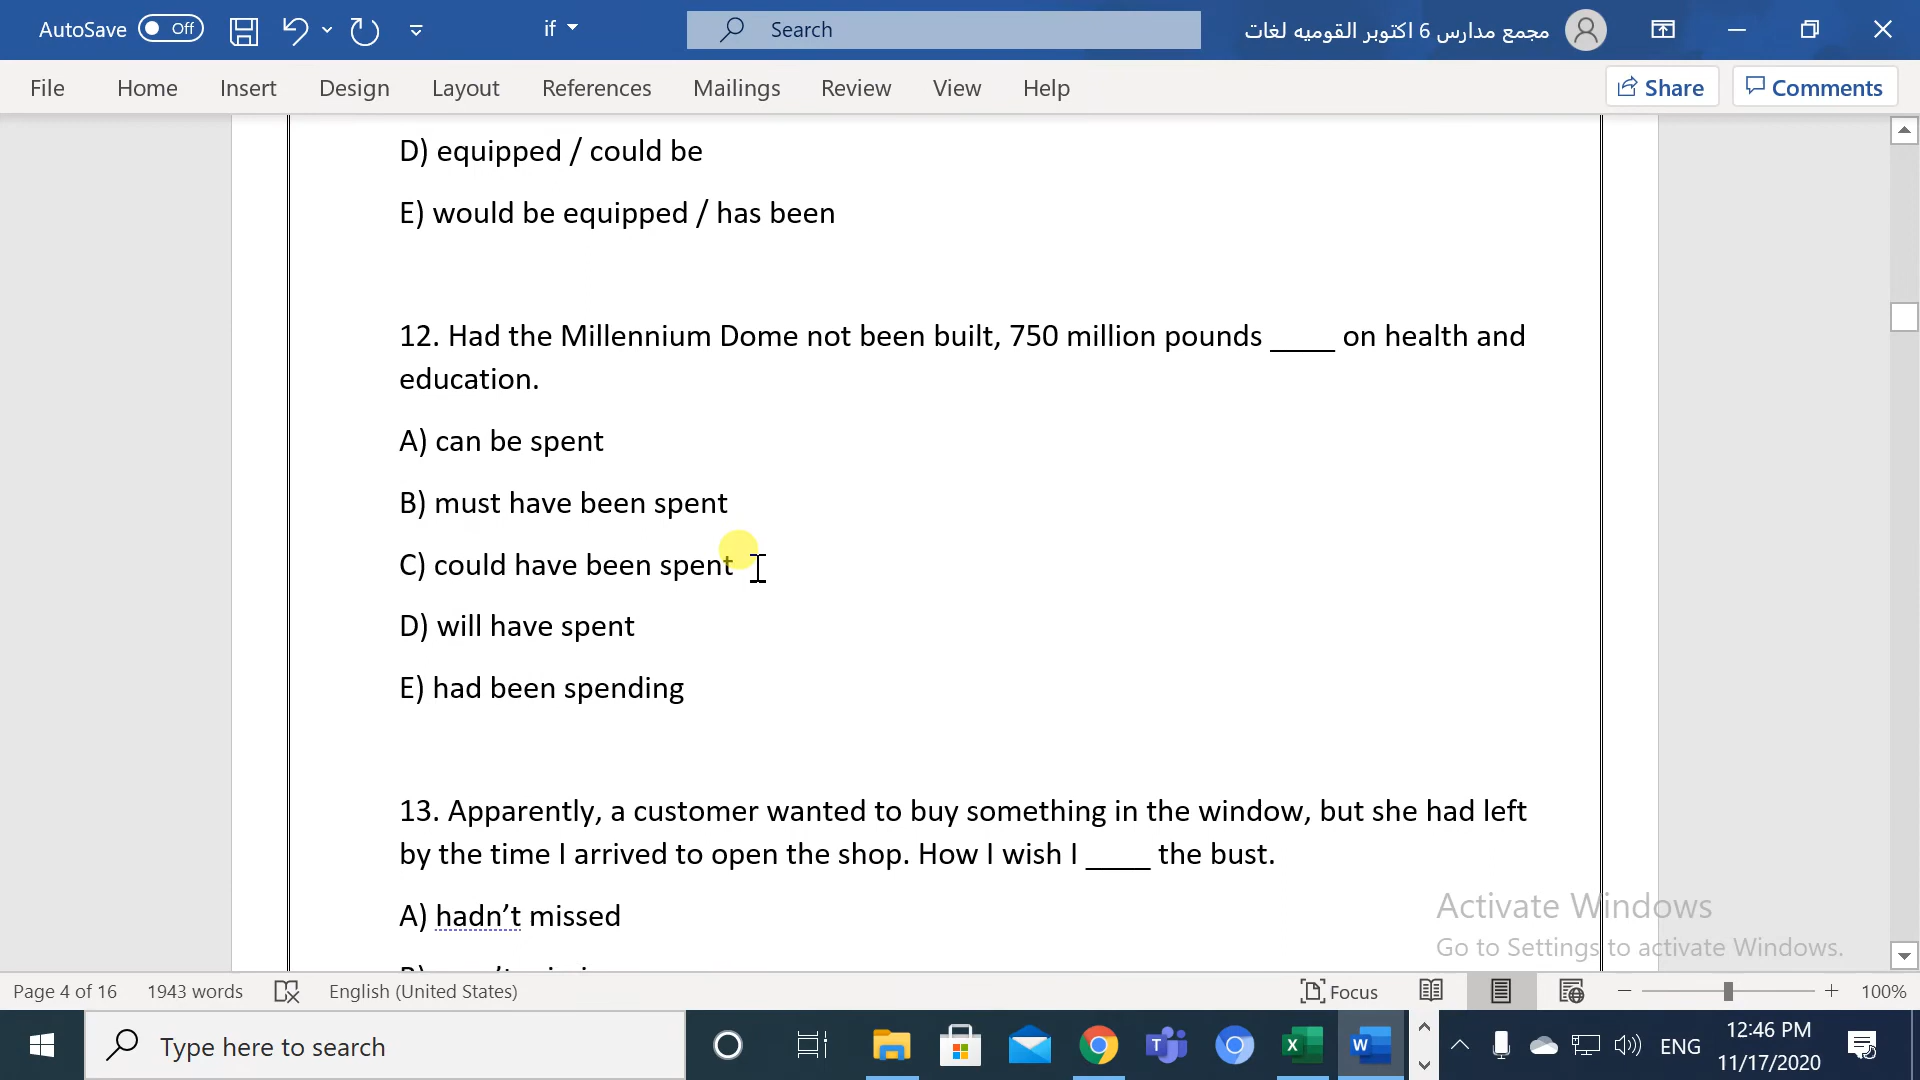 AutoSave Off if Search مجمع مدارس 6 اكتوبر القوميه لغات
File Home Insert Design Layout References Mailings Review View Help Share Comments
D) equipped / could be
E) would be equipped / has been
12. Had the Millennium Dome not been built, 750 million pounds ____ on health and
education.
A) can be spent
B) must have been spent
C) could have been spent
D) will have spent
E) had been spending
13. Apparently, a customer wanted to buy something in the window, but she had left
by the time I arrived to open the shop. How I wish I ____ the bust.
A) hadn’t missed
Activate Windows
Go to Settings to activate Windows.
Page 4 of 16 1943 words English (United States) Focus 100%
Type here to search ENG 12:46 PM
11/17/2020